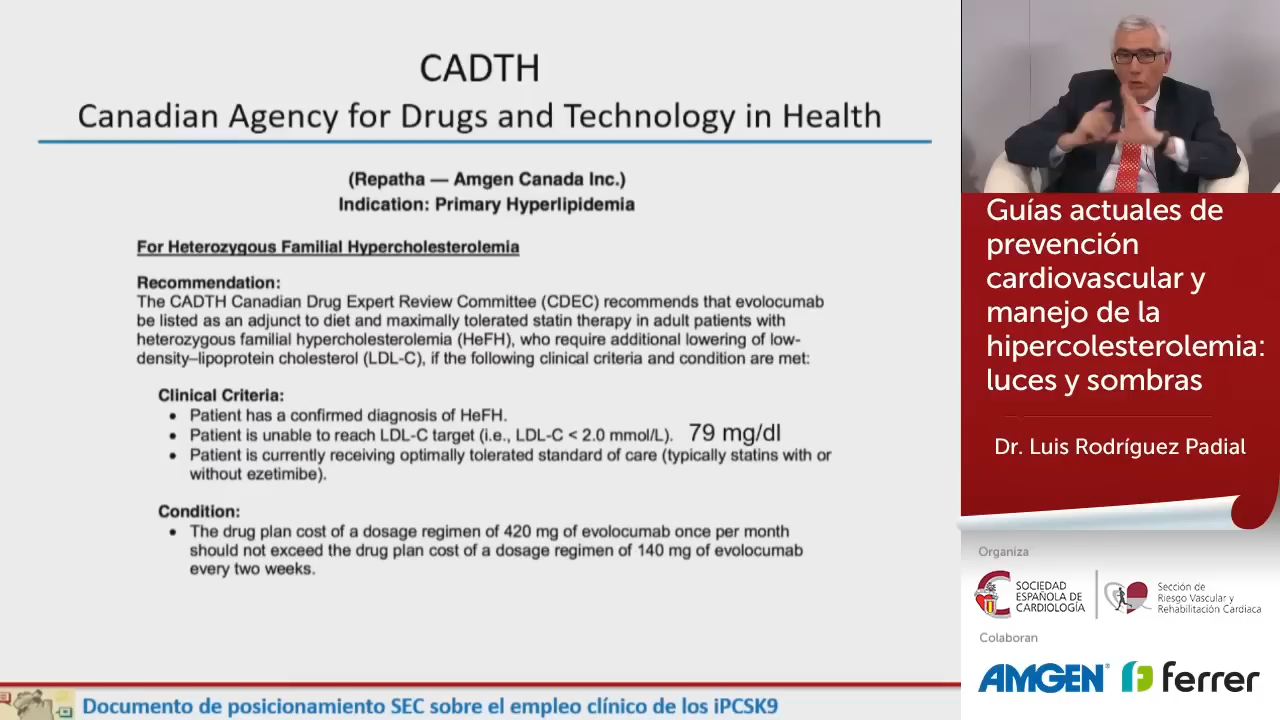 CADTH
Canadian Agency for Drugs and Technology in Health
(Repatha — Amgen Canada Inc.)
Indication: Primary Hyperlipidemia
For Heterozygous Familial Hypercholesterolemia
Recommendation:
The CADTH Canadian Drug Expert Review Committee (CDEC) recommends that evolocumab
be listed as an adjunct to diet and maximally tolerated statin therapy in adult patients with
heterozygous familial hypercholesterolemia (HeFH), who require additional lowering of low-
density–lipoprotein cholesterol (LDL-C), if the following clinical criteria and condition are met:
Clinical Criteria:
• Patient has a confirmed diagnosis of HeFH.
• Patient is unable to reach LDL-C target (i.e., LDL-C < 2.0 mmol/L). 79 mg/dl
• Patient is currently receiving optimally tolerated standard of care (typically statins with or
without ezetimibe).
Condition:
• The drug plan cost of a dosage regimen of 420 mg of evolocumab once per month
should not exceed the drug plan cost of a dosage regimen of 140 mg of evolocumab
every two weeks.
Documento de posicionamiento SEC sobre el empleo clínico de los iPCSK9
Guías actuales de
prevención
cardiovascular y
manejo de la
hipercolesterolemia:
luces y sombras
Dr. Luis Rodríguez Padial
Organiza
SOCIEDAD
ESPAÑOLA DE
CARDIOLOGÍA
Sección de
Riesgo Vascular y
Rehabilitación Cardiaca
Colaboran
AMGEN®
ferrer